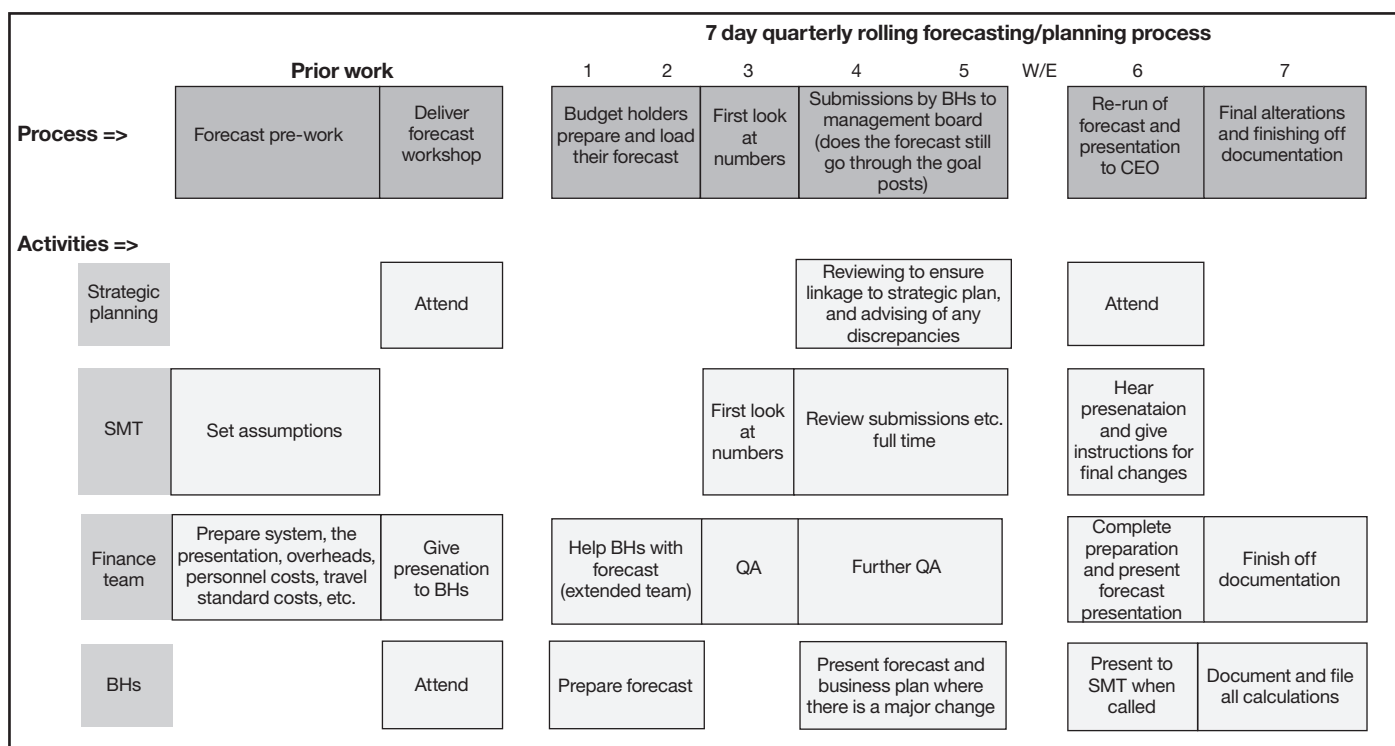 7 day quarterly rolling forecasting/planning process
Prior work
1 2 3 4 5 W/E 6 7
Process =>
Forecast pre-work
Deliver
forecast
workshop
Budget holders
prepare and load
their forecast
First look
at
numbers
Submissions by BHs to
management board
(does the forecast still
go through the goal
posts)
Re-run of
forecast and
presentation
to CEO
Final alterations
and finishing off
documentation
Activities =>
Strategic
planning
Attend
Reviewing to ensure
linkage to strategic plan,
and advising of any
discrepancies
Attend
SMT
Set assumptions
First look
at
numbers
Review submissions etc.
full time
Hear
presenataion
and give
instructions for
final changes
Finance
team
Prepare system, the
presentation, overheads,
personnel costs, travel
standard costs, etc.
Give
presenation
to BHs
Help BHs with
forecast
(extended team)
QA
Further QA
Complete
preparation
and present
forecast
presentation
Finish off
documentation
BHs
Attend
Prepare forecast
Present forecast and
business plan where
there is a major change
Present to
SMT when
called
Document and file
all calculations